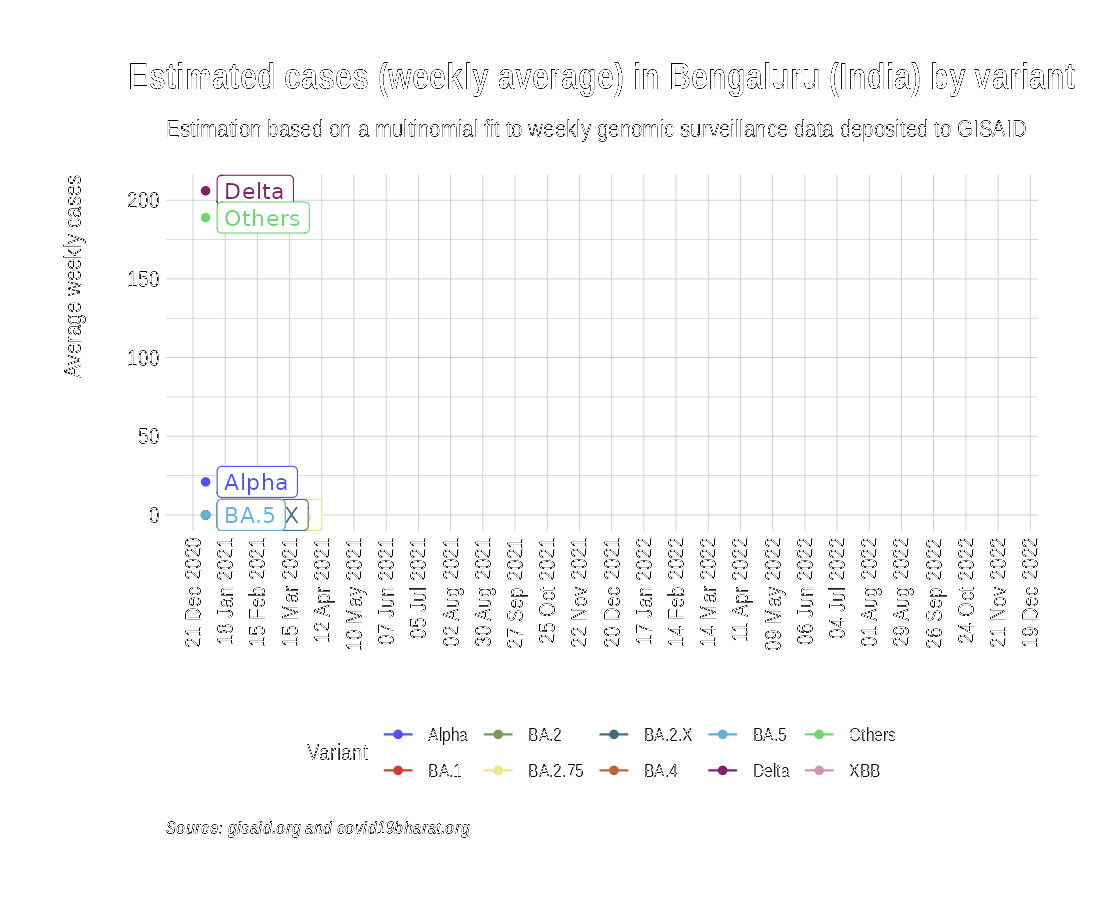 Estimated cases (weekly average) in Bengaluru (India) by variant
Estimation based on a multinomial fit to weekly genomic surveillance data deposited to GISAID
Average weekly cases
200
150
100
50
0
Delta
Others
Alpha
BA.5
X
21 Dec 2020
18 Jan 2021
15 Feb 2021
15 Mar 2021
12 Apr 2021
10 May 2021
07 Jun 2021
05 Jul 2021
02 Aug 2021
30 Aug 2021
27 Sep 2021
25 Oct 2021
22 Nov 2021
20 Dec 2021
17 Jan 2022
14 Feb 2022
14 Mar 2022
11 Apr 2022
09 May 2022
06 Jun 2022
04 Jul 2022
01 Aug 2022
29 Aug 2022
26 Sep 2022
24 Oct 2022
21 Nov 2022
19 Dec 2022
Variant
Alpha BA.2 BA.2.X BA.5 Others
BA.1 BA.2.75 BA.4 Delta XBB
Source: gisaid.org and covid19bharat.org